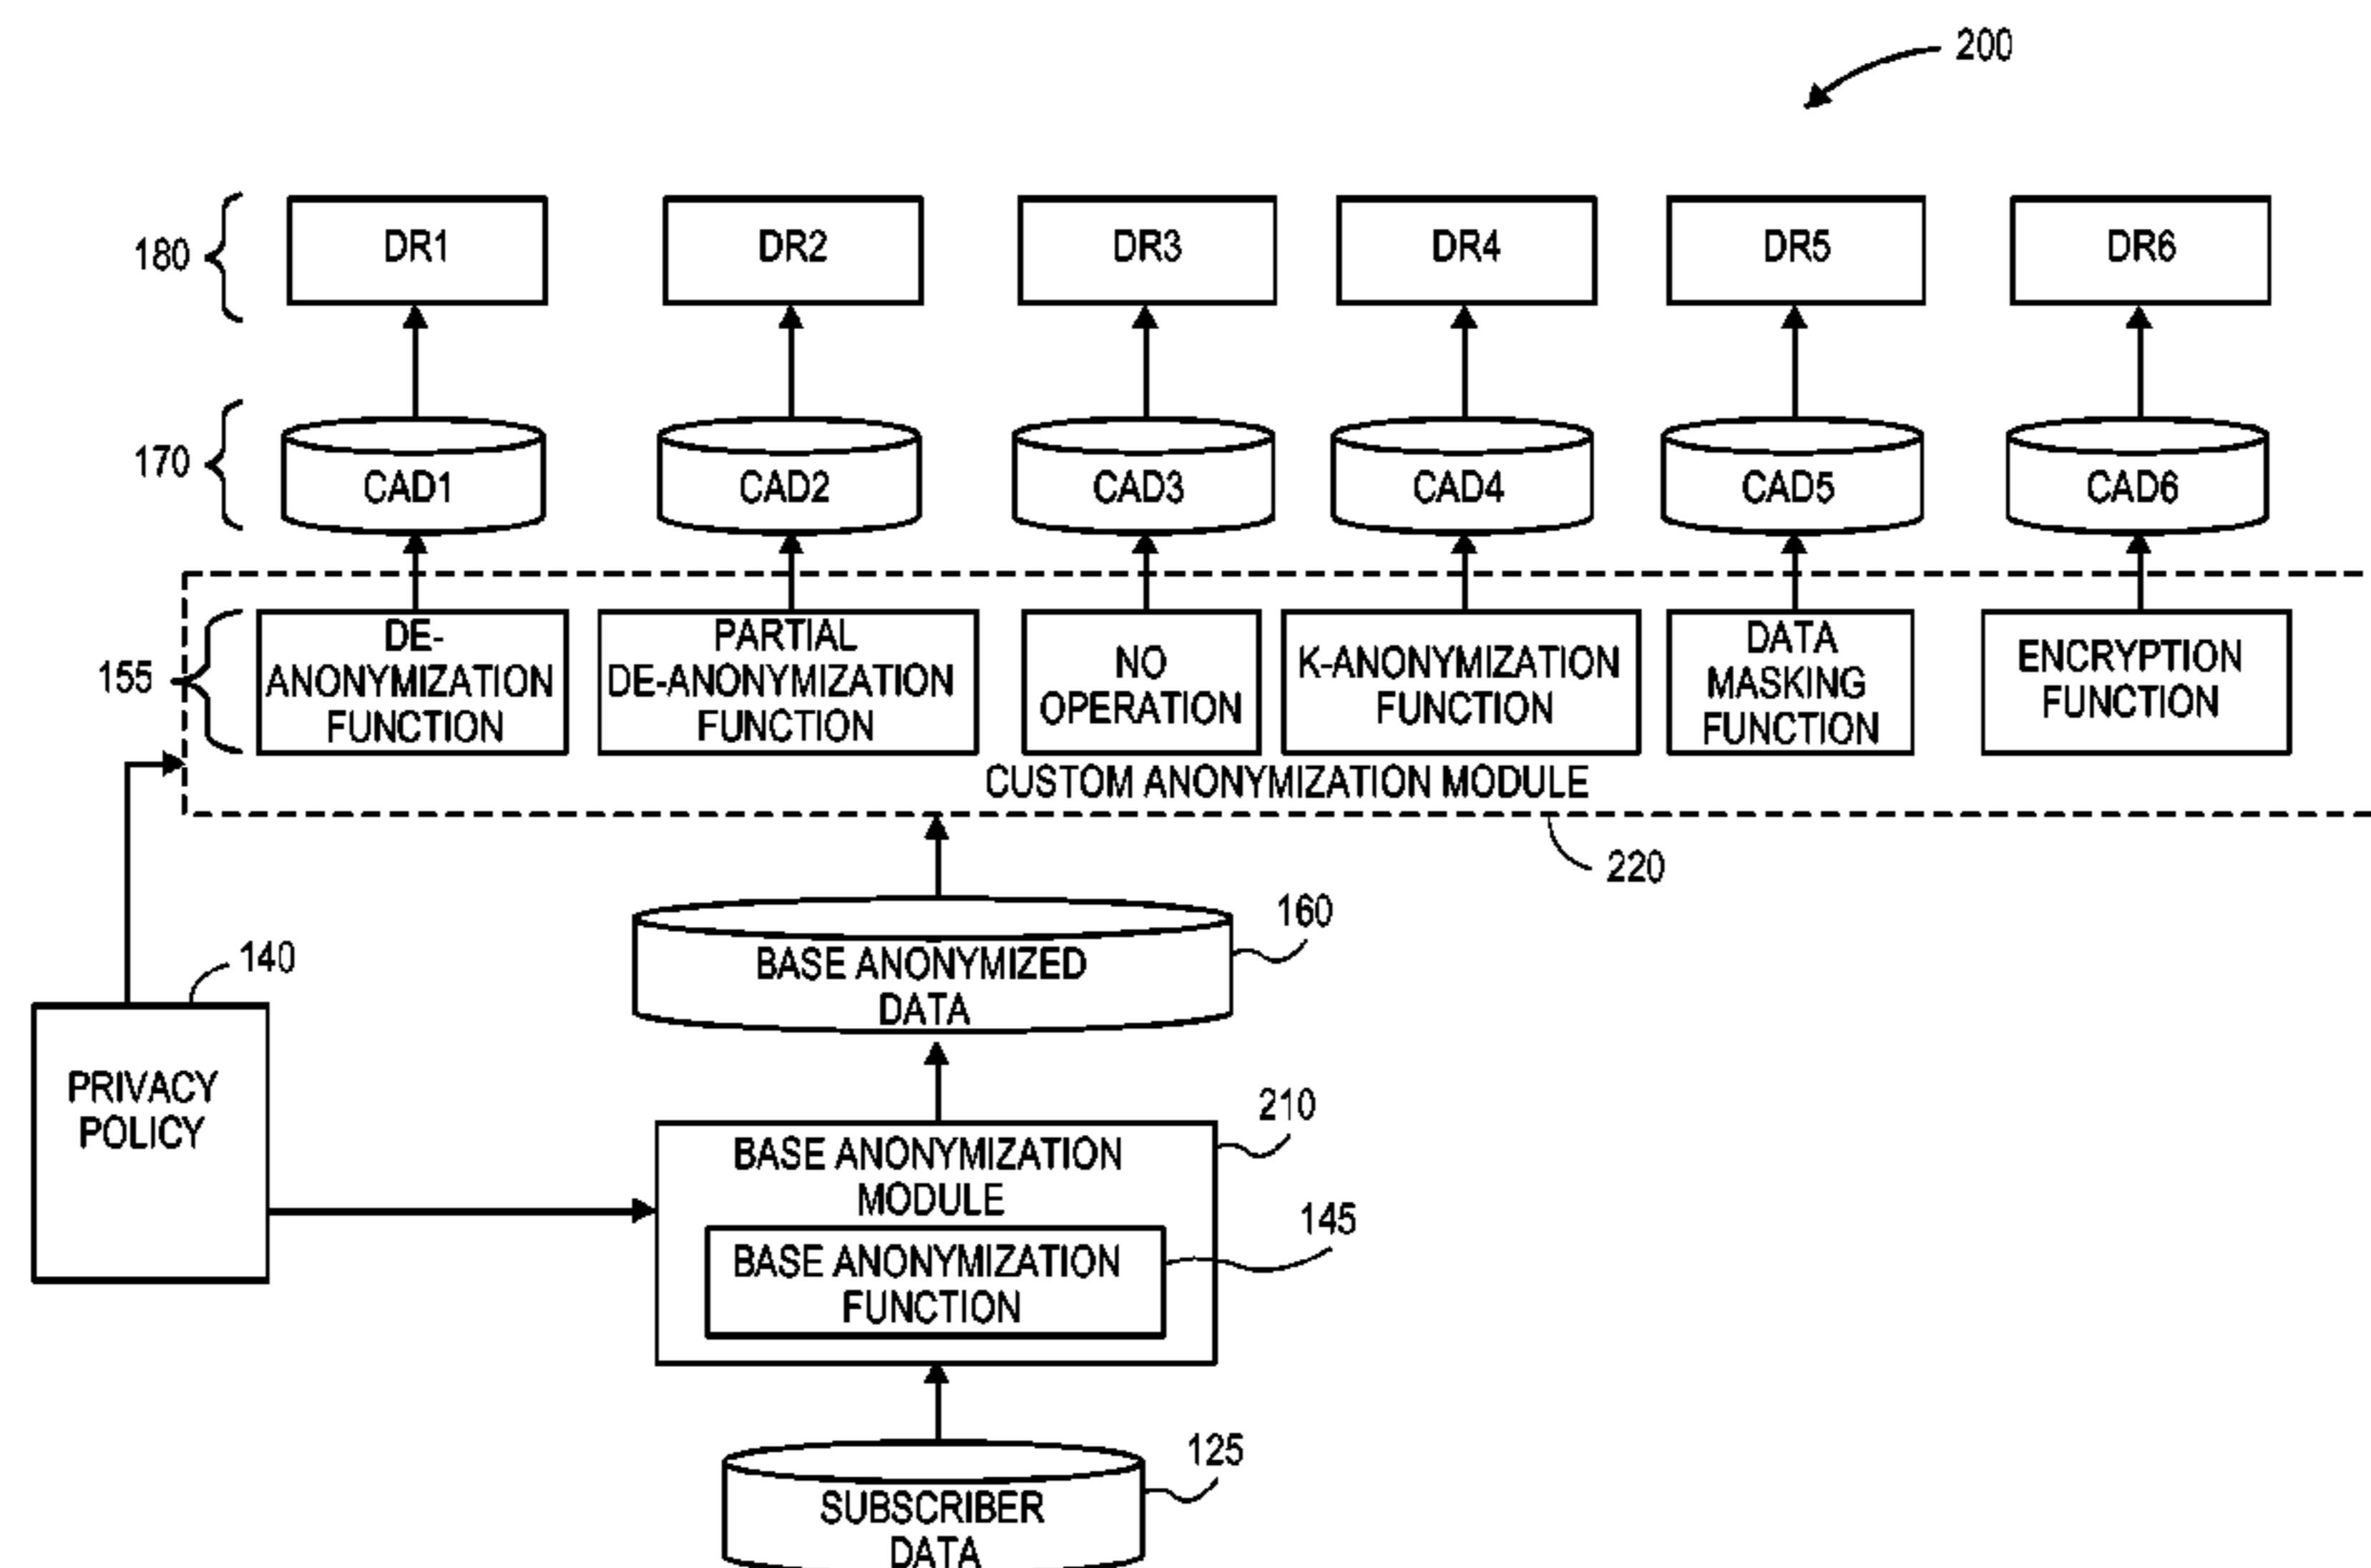 200
180
DR1
DR2
DR3
DR4
DR5
DR6
170
CAD1
CAD2
CAD3
CAD4
CAD5
CAD6
155
DE-
ANONYMIZATION
FUNCTION
PARTIAL
DE-ANONYMIZATION
FUNCTION
NO
OPERATION
K-ANONYMIZATION
FUNCTION
DATA
MASKING
FUNCTION
ENCRYPTION
FUNCTION
CUSTOM ANONYMIZATION MODULE
220
160
BASE ANONYMIZED
DATA
140
PRIVACY
POLICY
210
BASE ANONYMIZATION
MODULE
145
BASE ANONYMIZATION
FUNCTION
125
SUBSCRIBER
DATA